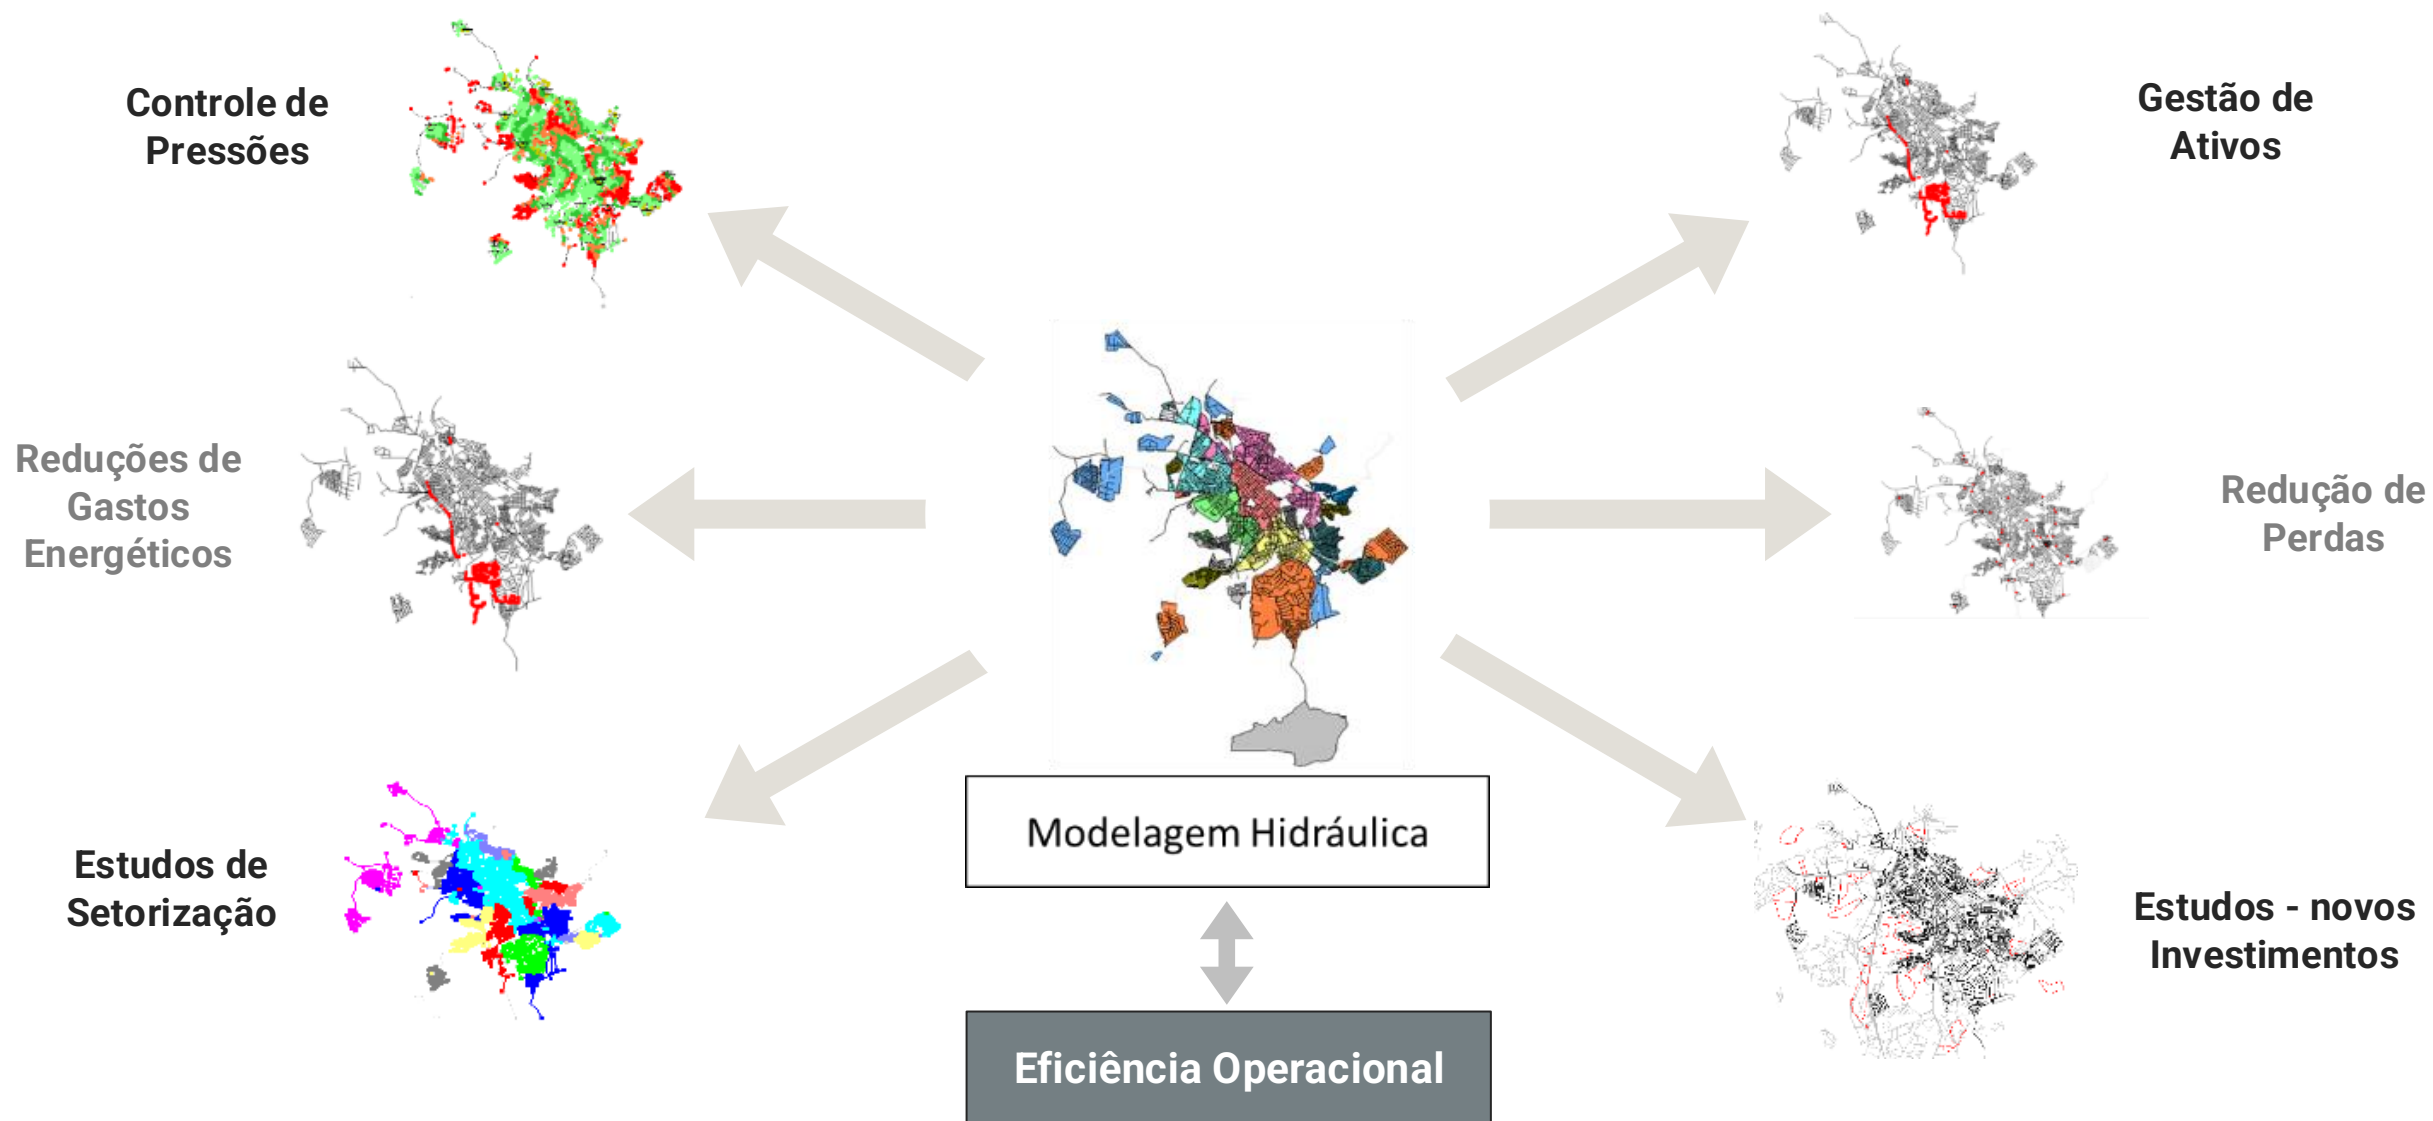 Controle de
Pressões
Gestão de
Ativos
Reduções de
Gastos
Energéticos
Redução de
Perdas
Estudos de
Setorização
Modelagem Hidráulica
Estudos - novos
Investimentos
Eficiência Operacional